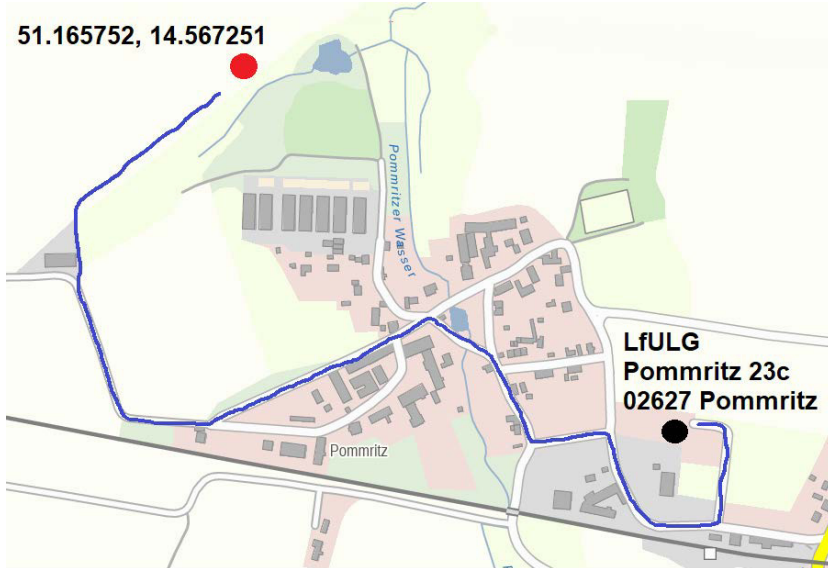 51.165752, 14.567251
Pommritzer Wasser
LfULG
Pommritz 23c
02627 Pommritz
Pommritz